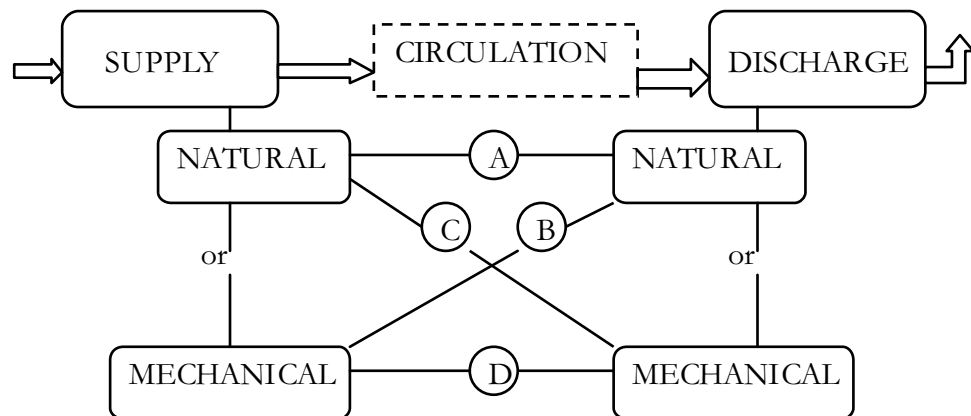 SUPPLY
CIRCULATION
DISCHARGE
NATURAL
A
NATURAL
C
B
or
or
MECHANICAL
D
MECHANICAL